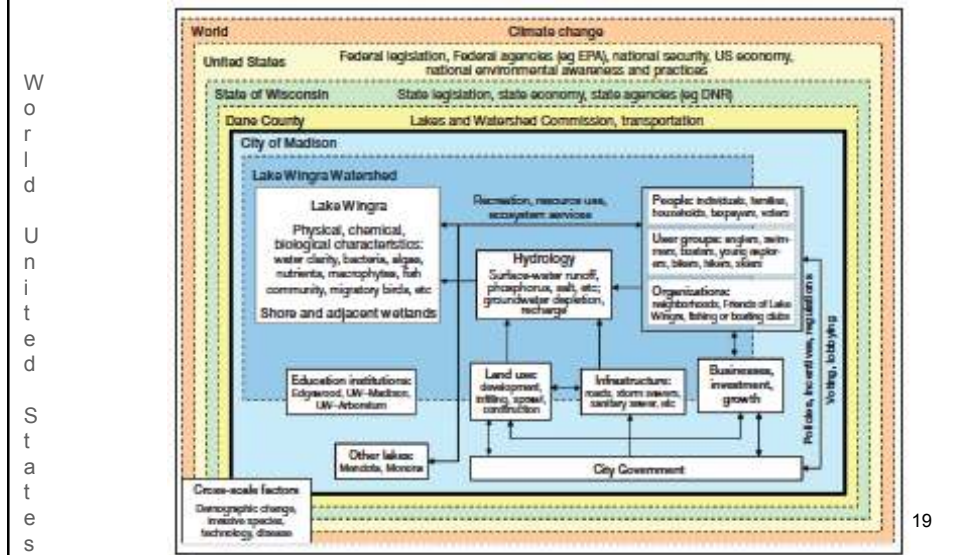 World United States
World
Climate change
United States
Federal legislation, Federal agencies (eg EPA), national security, US economy,
national environmental awareness and practices
State of Wisconsin
State legislation, state economy, state agencies (eg DNR)
Dane County
Lakes and Watershed Commission, transportation
City of Madison
Lake Wingra Watershed
Lake Wingra
Physical, chemical,
biological characteristics:
water clarity, bacteria, algae,
nutrients, macrophytes, fish
community, migratory birds, etc
Shore and adjacent wetlands
Recreation, resource use,
ecosystem services
People: individuals, families,
households, taxpayers, voters
User groups: anglers, swim-
mers, boaters, young explor-
ers, bikers, hikers, skiers
Organizations:
neighborhoods, Friends of Lake
Wingra, fishing or boating clubs
Hydrology
Surface-water runoff,
phosphorus, salt, etc;
groundwater depletion,
recharge
Policies, incentives, regulations
Voting, lobbying
Education institutions:
Edgewood, UW–Madison,
UW–Arboretum
Land use:
development,
infilling, sprawl,
construction
Infrastructure:
roads, storm sewers,
sanitary sewer, etc
Businesses,
investment,
growth
Other lakes:
Mendota, Monona
City Government
Cross-scale factors
Demographic change,
invasive species,
technology, disease
19